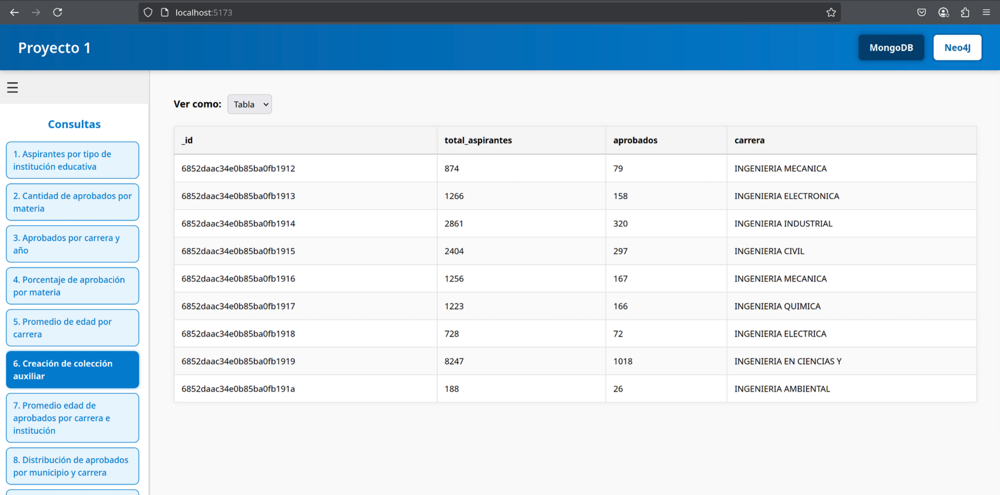 localhost:5173
Proyecto 1
MongoDB
Neo4J
☰
Consultas
1. Aspirantes por tipo de
institución educativa
2. Cantidad de aprobados por
materia
3. Aprobados por carrera y
año
4. Porcentaje de aprobación
por materia
5. Promedio de edad por
carrera
6. Creación de colección
auxiliar
7. Promedio edad de
aprobados por carrera e
institución
8. Distribución de aprobados
por municipio y carrera
Ver como: Tabla
_id total_aspirantes aprobados carrera
6852daac34e0b85ba0fb1912 874 79 INGENIERIA MECANICA
6852daac34e0b85ba0fb1913 1266 158 INGENIERIA ELECTRONICA
6852daac34e0b85ba0fb1914 2861 320 INGENIERIA INDUSTRIAL
6852daac34e0b85ba0fb1915 2404 297 INGENIERIA CIVIL
6852daac34e0b85ba0fb1916 1256 167 INGENIERIA MECANICA
6852daac34e0b85ba0fb1917 1223 166 INGENIERIA QUIMICA
6852daac34e0b85ba0fb1918 728 72 INGENIERIA ELECTRICA
6852daac34e0b85ba0fb1919 8247 1018 INGENIERIA EN CIENCIAS Y
6852daac34e0b85ba0fb191a 188 26 INGENIERIA AMBIENTAL